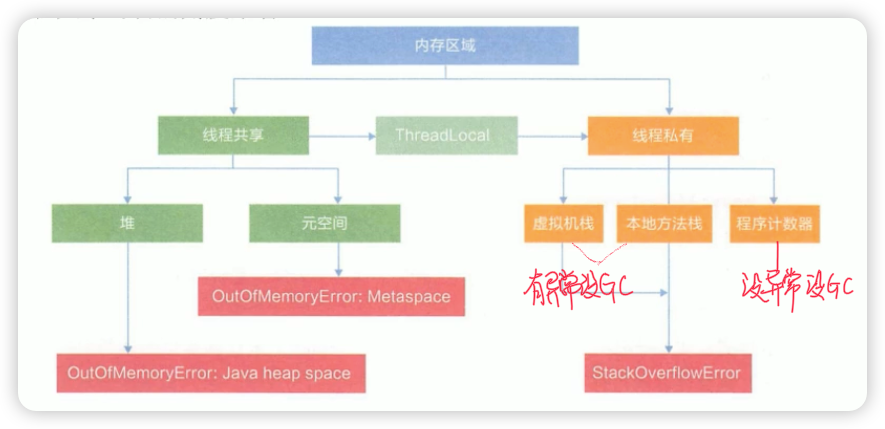 内存区域
线程共享
ThreadLocal
线程私有
堆
元空间
虚拟机栈
本地方法栈
程序计数器
有异常没GC
没异常没GC
OutOfMemoryError: Metaspace
OutOfMemoryError: Java heap space
StackOverflowError